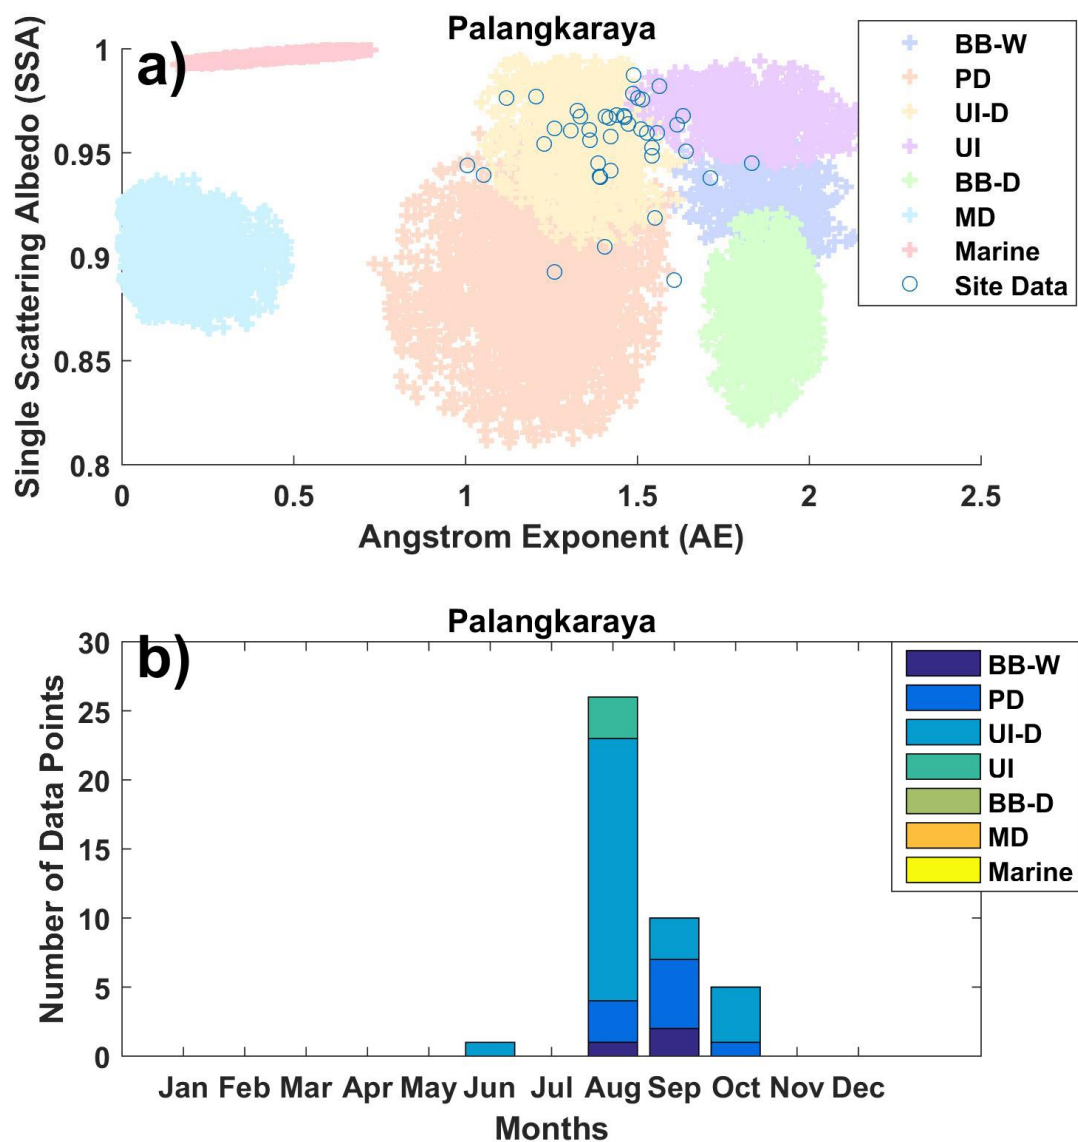 Palangkaraya
a)
Single Scattering Albedo (SSA)
1
0.95
0.9
0.85
0.8
0 0.5 1 1.5 2 2.5
Angstrom Exponent (AE)
BB-W
PD
UI-D
UI
BB-D
MD
Marine
Site Data
Palangkaraya
b)
Number of Data Points
30
25
20
15
10
5
0
Jan Feb Mar Apr May Jun Jul Aug Sep Oct Nov Dec
Months
BB-W
PD
UI-D
UI
BB-D
MD
Marine